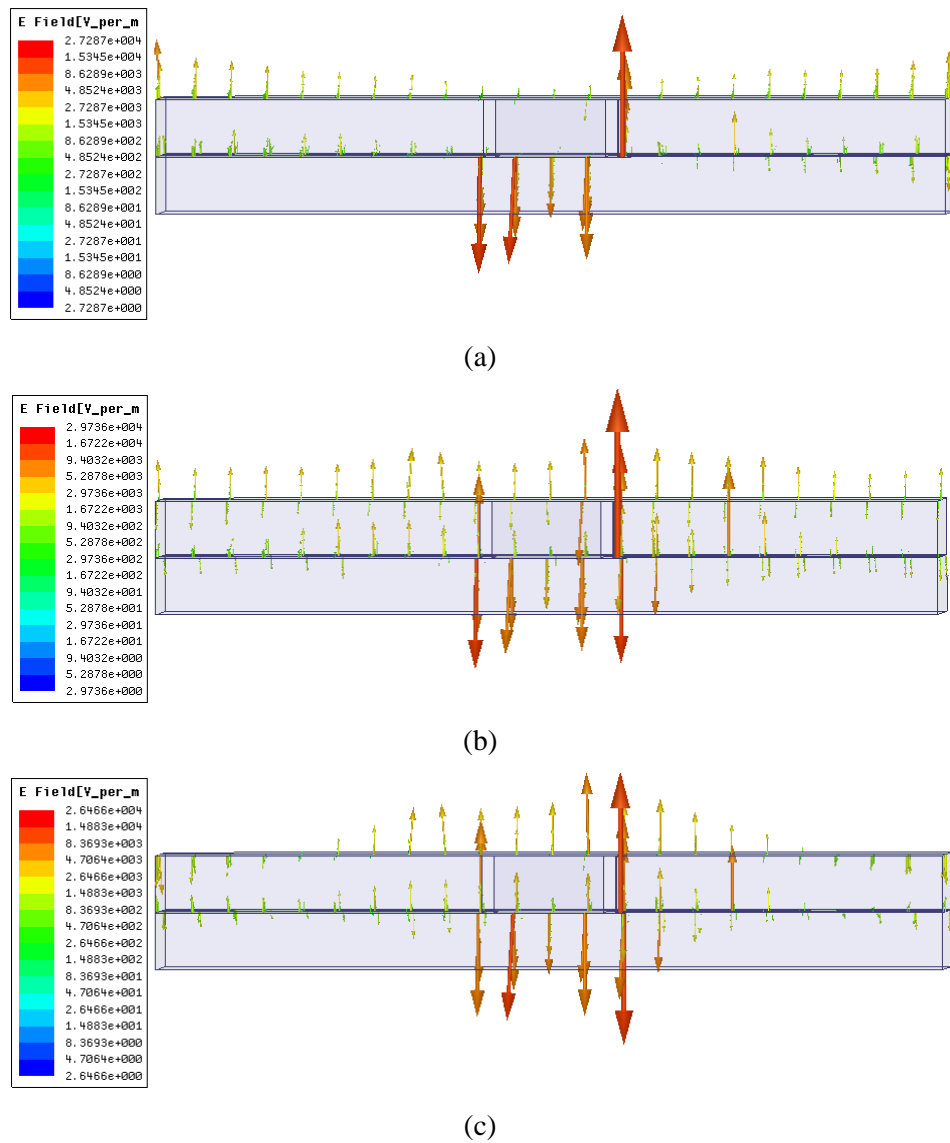 E Field[V_per_m
2.7287e+004
1.5345e+004
8.6289e+003
4.8524e+003
2.7287e+003
1.5345e+003
8.6289e+002
4.8524e+002
2.7287e+002
1.5345e+002
8.6289e+001
4.8524e+001
2.7287e+001
1.5345e+001
8.6289e+000
4.8524e+000
2.7287e+000
(a)
E Field[V_per_m
2.9736e+004
1.6722e+004
9.4032e+003
5.2878e+003
2.9736e+003
1.6722e+003
9.4032e+002
5.2878e+002
2.9736e+002
1.6722e+002
9.4032e+001
5.2878e+001
2.9736e+001
1.6722e+001
9.4032e+000
5.2878e+000
2.9736e+000
(b)
E Field[V_per_m
2.6466e+004
1.4883e+004
8.3693e+003
4.7064e+003
2.6466e+003
1.4883e+003
8.3693e+002
4.7064e+002
2.6466e+002
1.4883e+002
8.3693e+001
4.7064e+001
2.6466e+001
1.4883e+001
8.3693e+000
4.7064e+000
2.6466e+000
(c)